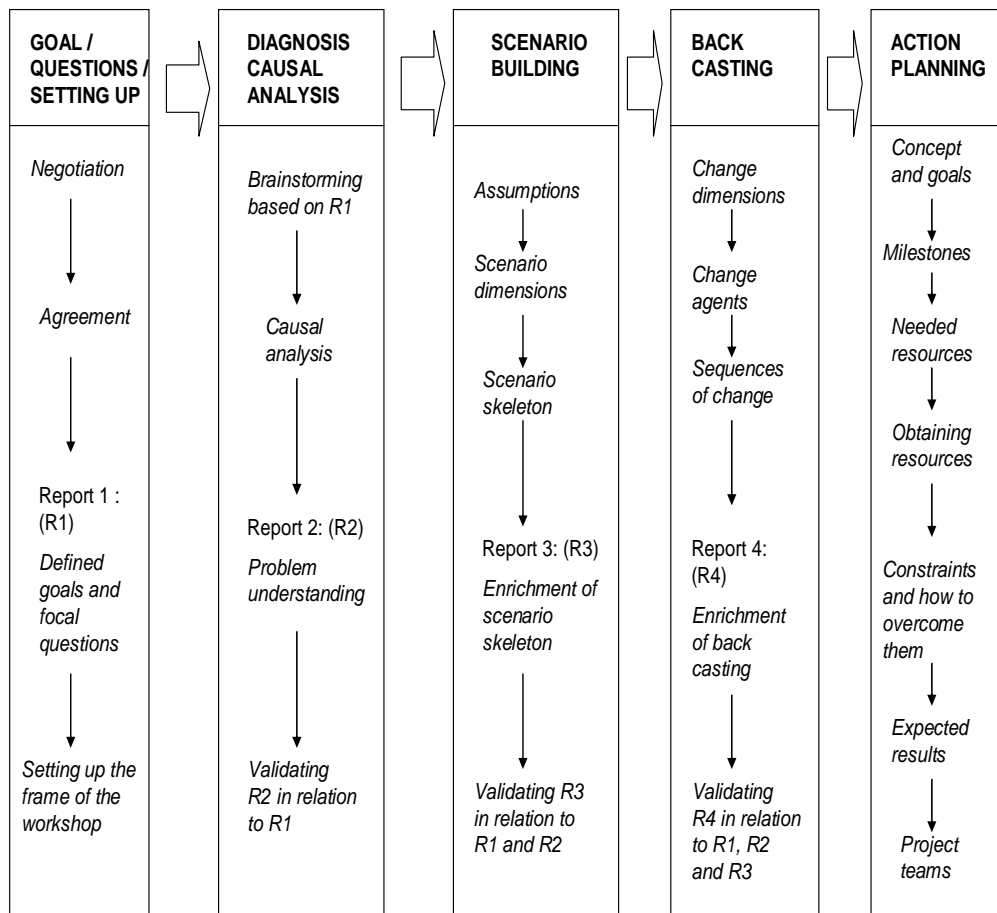 GOAL /
QUESTIONS /
SETTING UP
Negotiation
Agreement
Report 1 :
(R1)
Defined
goals and
focal
questions
Setting up the
frame of the
workshop
DIAGNOSIS
CAUSAL
ANALYSIS
Brainstorming
based on R1
Causal
analysis
Report 2: (R2)
Problem
understanding
Validating
R2 in relation
to R1
SCENARIO
BUILDING
Assumptions
Scenario
dimensions
Scenario
skeleton
Report 3: (R3)
Enrichment of
scenario
skeleton
Validating R3
in relation to
R1 and R2
BACK
CASTING
Change
dimensions
Change
agents
Sequences
of change
Report 4:
(R4)
Enrichment
of back
casting
Validating
R4 in relation
to R1, R2
and R3
ACTION
PLANNING
Concept
and goals
Milestones
Needed
resources
Obtaining
resources
Constraints
and how to
overcome
them
Expected
results
Project
teams